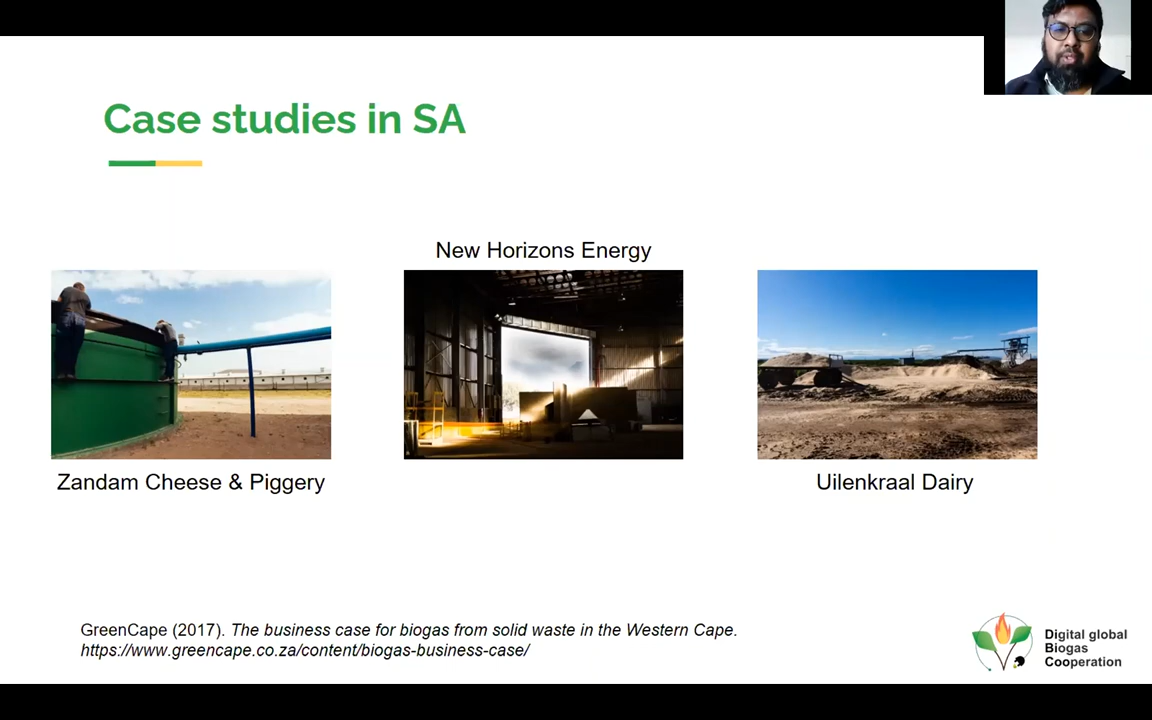 Case studies in SA
New Horizons Energy
Zandam Cheese & Piggery
Uilenkraal Dairy
GreenCape (2017). The business case for biogas from solid waste in the Western Cape.
https://www.greencape.co.za/content/biogas-business-case/
Digital global
Biogas
Cooperation